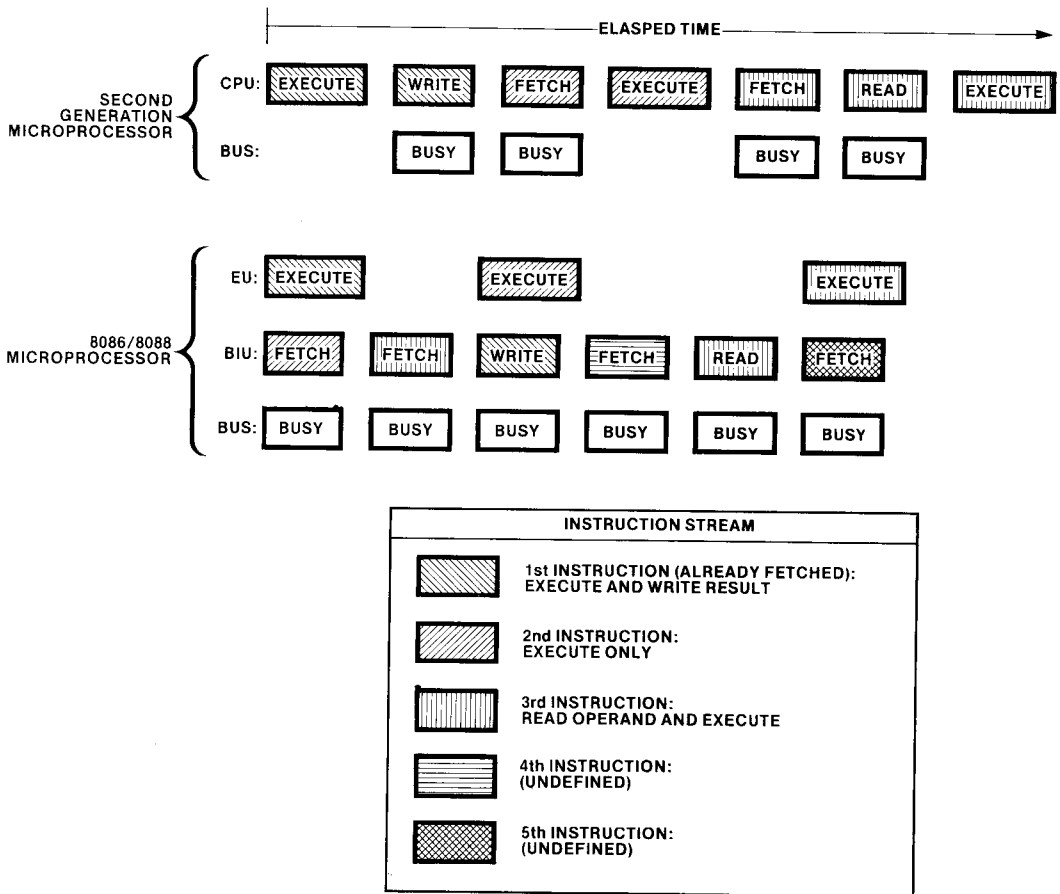 ELASPED TIME
SECOND
GENERATION
MICROPROCESSOR
CPU: EXECUTE WRITE FETCH EXECUTE FETCH READ EXECUTE
BUS: BUSY BUSY BUSY BUSY
8086/8088
MICROPROCESSOR
EU: EXECUTE EXECUTE EXECUTE
BIU: FETCH FETCH WRITE FETCH READ FETCH
BUS: BUSY BUSY BUSY BUSY BUSY BUSY
INSTRUCTION STREAM
1st INSTRUCTION (ALREADY FETCHED):
EXECUTE AND WRITE RESULT
2nd INSTRUCTION:
EXECUTE ONLY
3rd INSTRUCTION:
READ OPERAND AND EXECUTE
4th INSTRUCTION:
(UNDEFINED)
5th INSTRUCTION:
(UNDEFINED)